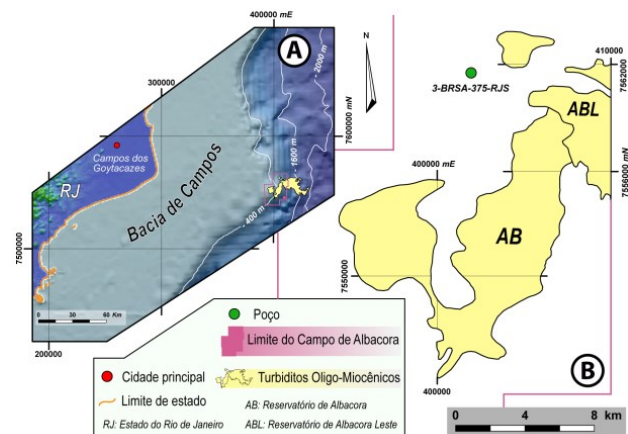 400000 mE
A
N
- 2000 m
300000
- 1600 m
7600000 mN
Campos dos
Goytacazes
RJ
Bacia de Campos
- 400 m
7500000
0 30 60 Km
200000
3-BRSA-375-RJS
410000
7562000 mN
ABL
400000 mE
7556000
AB
7550000
400000
B
0 2 4 8 km
Poço
Limite do Campo de Albacora
Cidade principal
Turbiditos Oligo-Miocênicos
Limite de estado
AB: Reservatório de Albacora
RJ: Estado do Rio de Janeiro
ABL: Reservatório de Albacora Leste